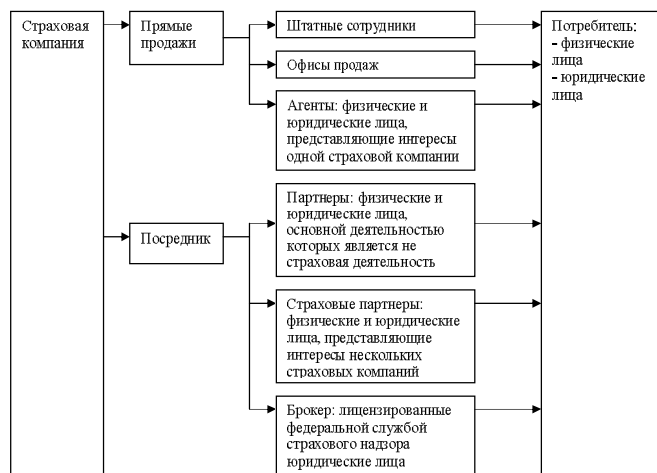 Страховая
компания
Прямые
продажи
Штатные сотрудники
Офисы продаж
Агенты: физические и
юридические лица,
представляющие интересы
одной страховой компании
Посредник
Партнеры: физические и
юридические лица,
основной деятельностью
которых является не
страховая деятельность
Страховые партнеры:
физические и юридические
лица, представляющие
интересы нескольких
страховых компаний
Брокер: лицензированные
федеральной службой
страхового надзора
юридические лица
Потребитель:
- физические
лица
- юридические
лица